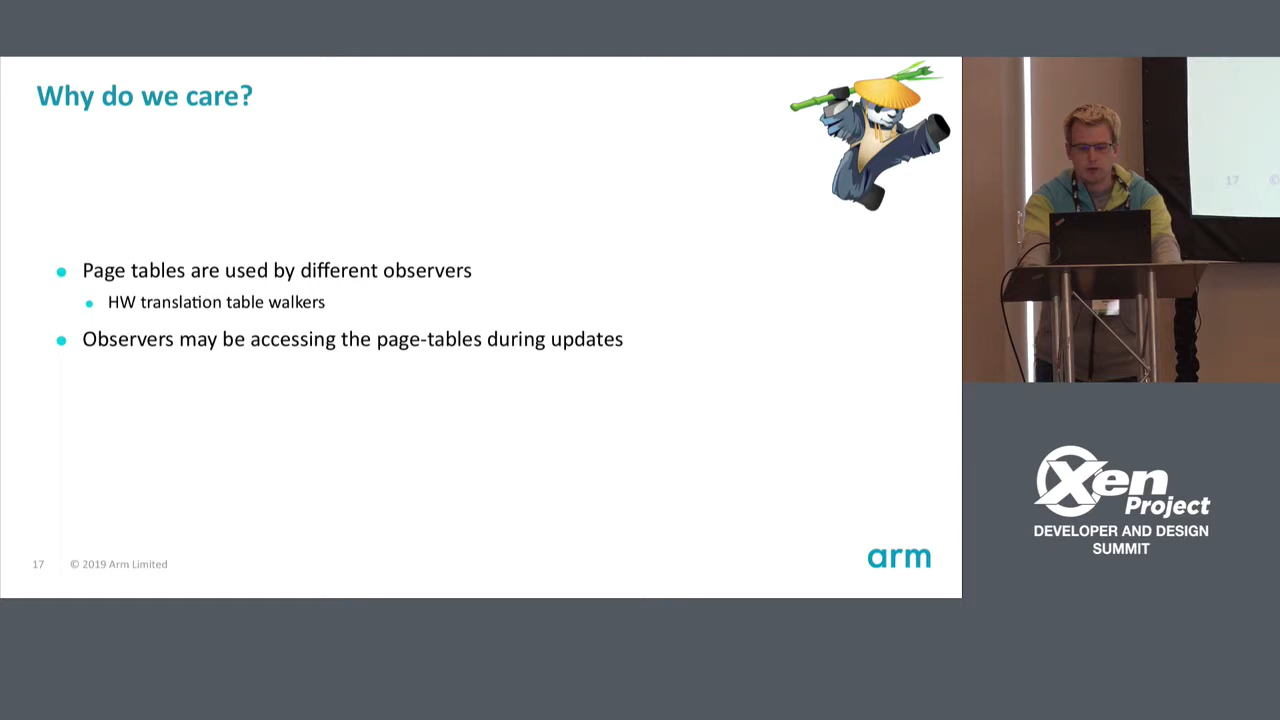 Why do we care?
Page tables are used by different observers
HW translation table walkers
Observers may be accessing the page-tables during updates
17
© 2019 Arm Limited
arm
17 ©
Xen
Project
DEVELOPER AND DESIGN
SUMMIT